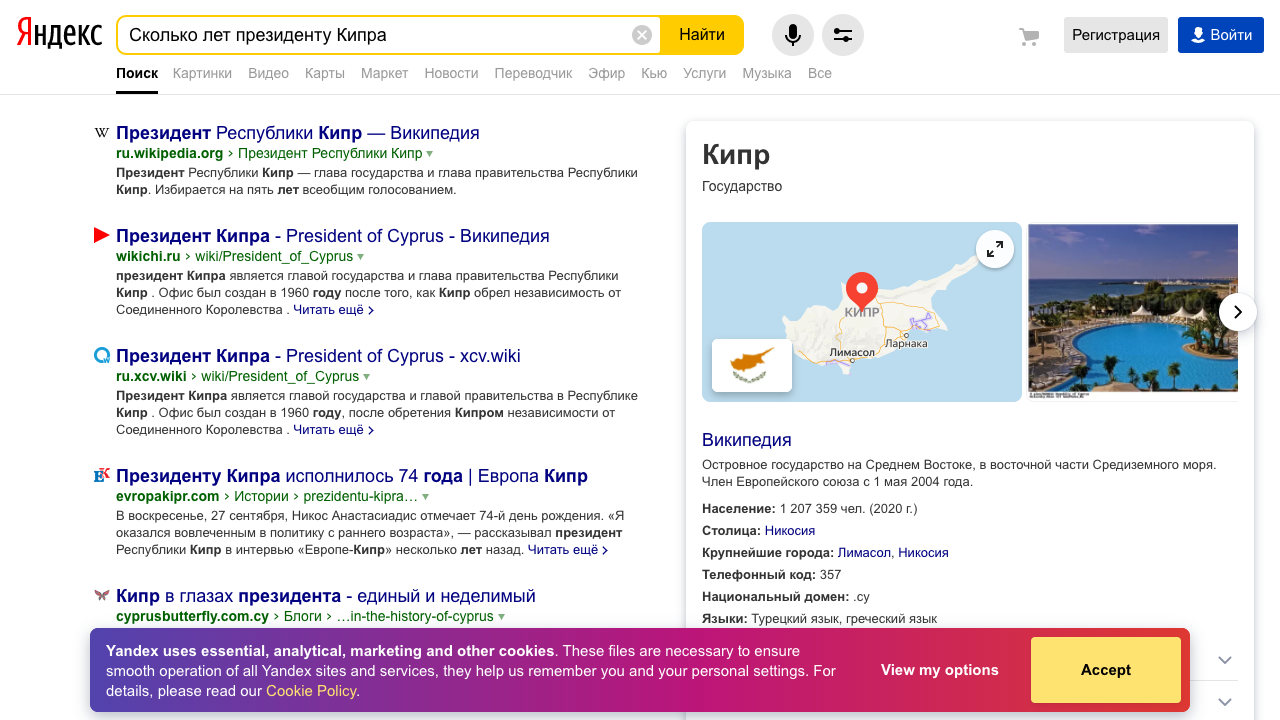 Яндекс
Сколько лет президенту Кипра
Найти
Регистрация
Войти
Поиск Картинки Видео Карты Маркет Новости Переводчик Эфир Кью Услуги Музыка Все
Президент Республики Кипр — Википедия
ru.wikipedia.org › Президент Республики Кипр
Президент Республики Кипр — глава государства и глава правительства Республики
Кипр. Избирается на пять лет всеобщим голосованием.
Президент Кипра - President of Cyprus - Википедия
wikichi.ru › wiki/President_of_Cyprus
президент Кипра является главой государства и глава правительства Республики
Кипр . Офис был создан в 1960 году после того, как Кипр обрел независимость от
Соединенного Королевства . Читать ещё ›
Президент Кипра - President of Cyprus - xcv.wiki
ru.xcv.wiki › wiki/President_of_Cyprus
Президент Кипра является главой государства и главой правительства в Республике
Кипр . Офис был создан в 1960 году, после обретения Кипром независимости от
Соединенного Королевства . Читать ещё ›
Президенту Кипра исполнилось 74 года | Европа Кипр
evropakipr.com › Истории › prezidentu-kipra…
В воскресенье, 27 сентября, Никос Анастасиадис отмечает 74-й день рождения. «Я
оказался вовлеченным в политику с раннего возраста», — рассказывал президент
Республики Кипр в интервью «Европе-Кипр» несколько лет назад. Читать ещё ›
Кипр в глазах президента - единый и неделимый
cyprusbutterfly.com.cy › Блоги › …in-the-history-of-cyprus
Кипр
Государство
КИПР
Лимасол
Ларнака
Википедия
Островное государство на Среднем Востоке, в восточной части Средиземного моря.
Член Европейского союза с 1 мая 2004 года.
Население: 1 207 359 чел. (2020 г.)
Столица: Никосия
Крупнейшие города: Лимасол, Никосия
Телефонный код: 357
Национальный домен: .cy
Языки: Турецкий язык, греческий язык
Yandex uses essential, analytical, marketing and other cookies. These files are necessary to ensure
smooth operation of all Yandex sites and services, they help us remember you and your personal settings. For
details, please read our Cookie Policy.
View my options
Accept